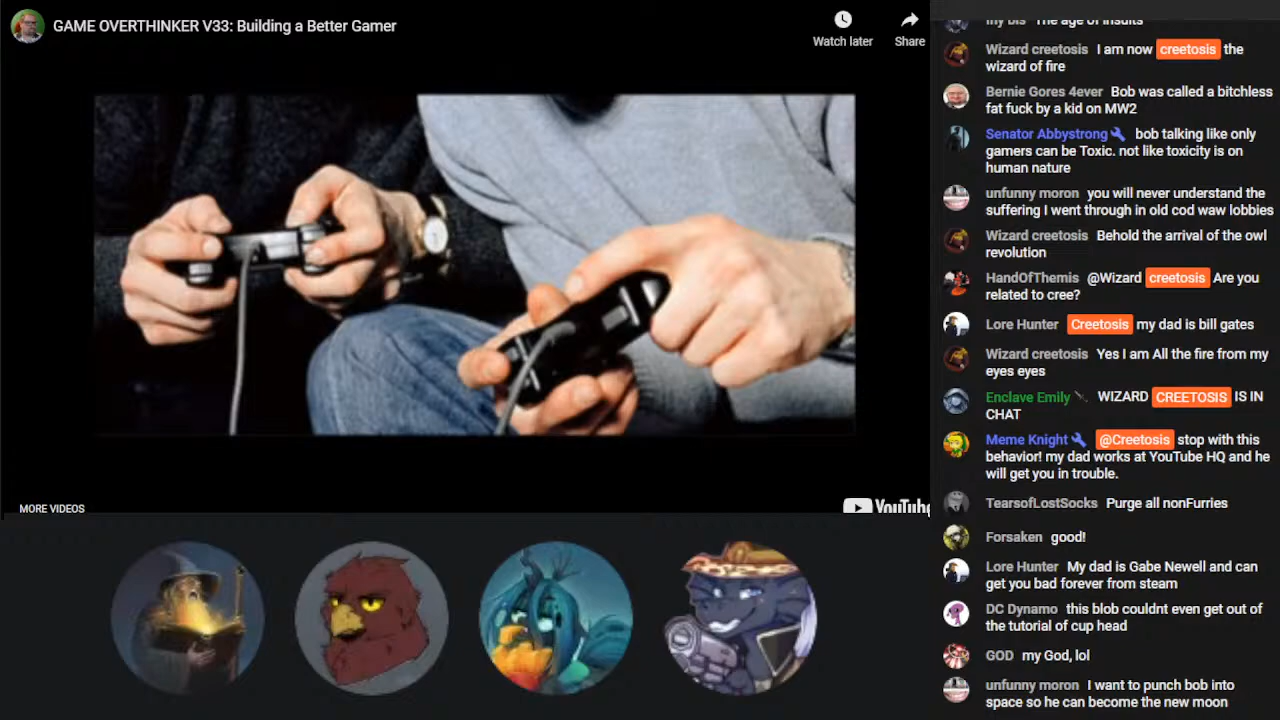 GAME OVERTHINKER V33: Building a Better Gamer
Watch later
Share
MORE VIDEOS
YouTube
my bis The age of insults
Wizard creetosis I am now creetosis the
wizard of fire
Bernie Gores 4ever Bob was called a bitchless
fat fuck by a kid on MW2
Senator Abbystrong bob talking like only
gamers can be Toxic. not like toxicity is on
human nature
unfunny moron you will never understand the
suffering I went through in old cod waw lobbies
Wizard creetosis Behold the arrival of the owl
revolution
HandOfThemis @Wizard creetosis Are you
related to cree?
Lore Hunter Creetosis my dad is bill gates
Wizard creetosis Yes I am All the fire from my
eyes eyes
Enclave Emily WIZARD CREETOSIS IS IN
CHAT
Meme Knight @Creetosis stop with this
behavior! my dad works at YouTube HQ and he
will get you in trouble.
TearsofLostSocks Purge all nonFurries
Forsaken good!
Lore Hunter My dad is Gabe Newell and can
get you bad forever from steam
DC Dynamo this blob couldnt even get out of
the tutorial of cup head
GOD my God, lol
unfunny moron I want to punch bob into
space so he can become the new moon